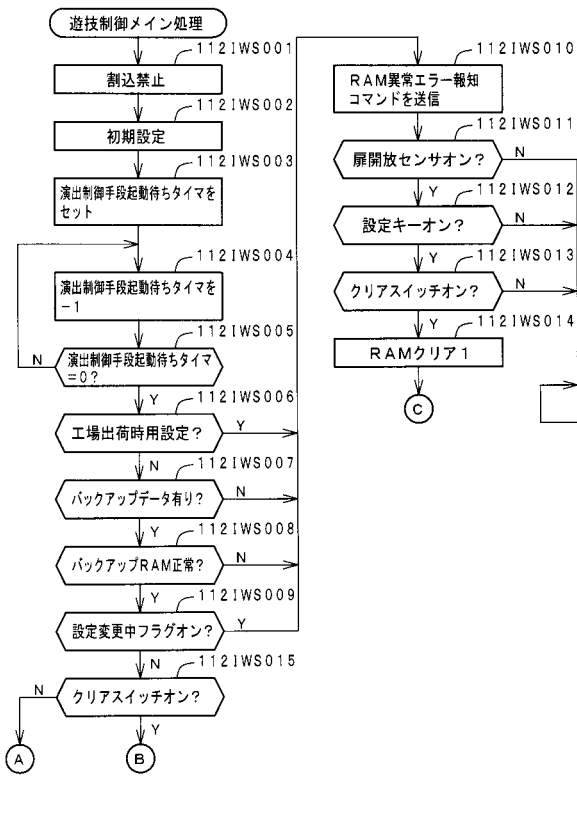 遊技制御メイン処理
112IWS001
割込禁止
112IWS002
初期設定
112IWS003
演出制御手段起動待ちタイマを
セット
112IWS004
演出制御手段起動待ちタイマを
－1
112IWS005
演出制御手段起動待ちタイマ
=0?
N
Y
112IWS006
工場出荷時用設定？
Y
N
112IWS007
バックアップデータ有り？
N
Y
112IWS008
バックアップRAM正常？
N
Y
112IWS009
設定変更中フラグオン？
Y
N
112IWS015
クリアスイッチオン？
N
Y
A
B
112IWS010
RAM異常エラー報知
コマンドを送信
112IWS011
扉開放センサオン？
N
Y
112IWS012
設定キーオン？
N
Y
112IWS013
クリアスイッチオン？
N
Y
112IWS014
RAMクリア1
C